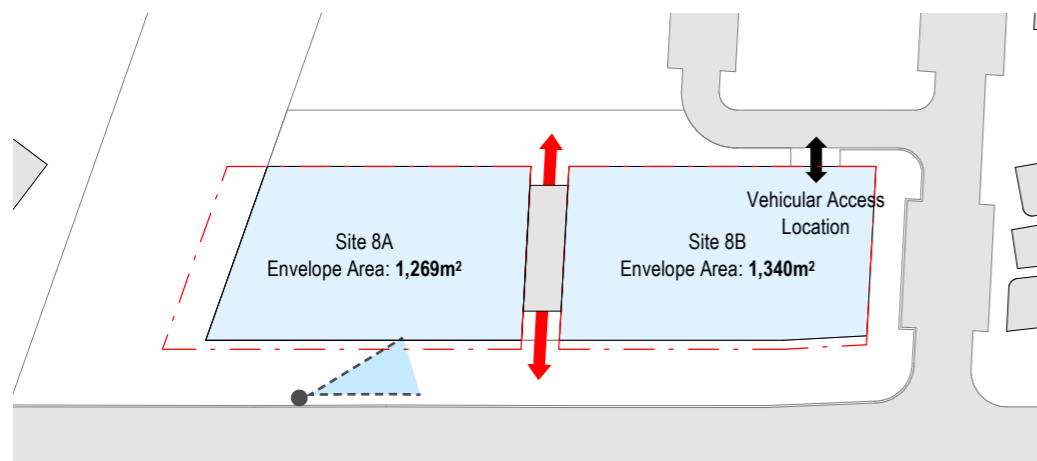 Site 8A
Envelope Area: 1,269m²
Site 8B
Envelope Area: 1,340m²
Vehicular Access
Location